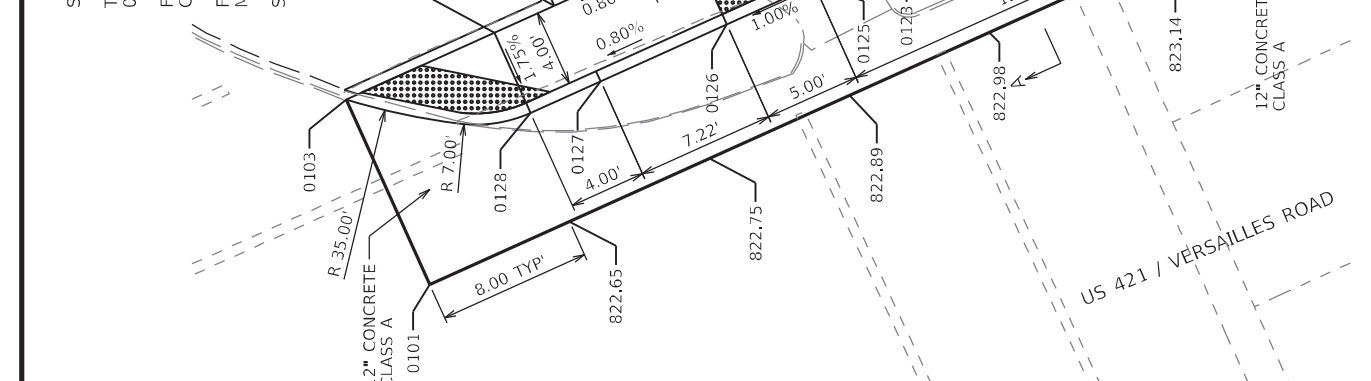 0.80%
1.75%
4.00'
0.80%
1.00%
0125
0123-
822.98
A
823.14
12" CONCRETE
CLASS A
0126
5.00'
7.22'
0103
R 7.00'
0128
0127
4.00'
822.89
822.75
R 35.00'
8.00 TYP'
822.65
2" CONCRETE
CLASS A
0101
US 421 / VERSAILLES ROAD